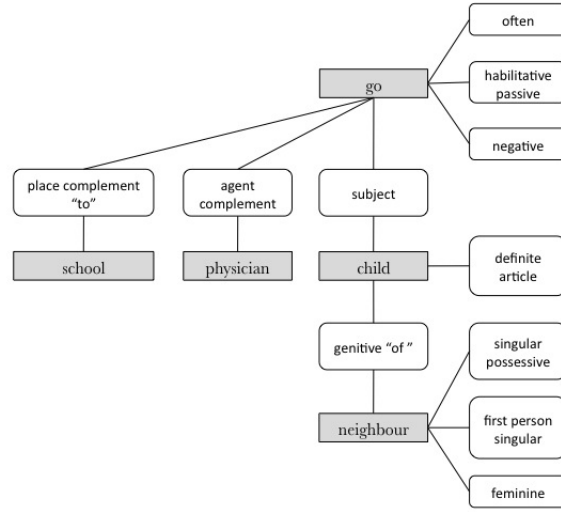 often
go
habilitative
passive
negative
place complement
“to”
agent
complement
subject
school
physician
child
definite
article
genitive “of ”
singular
possessive
neighbour
first person
singular
feminine